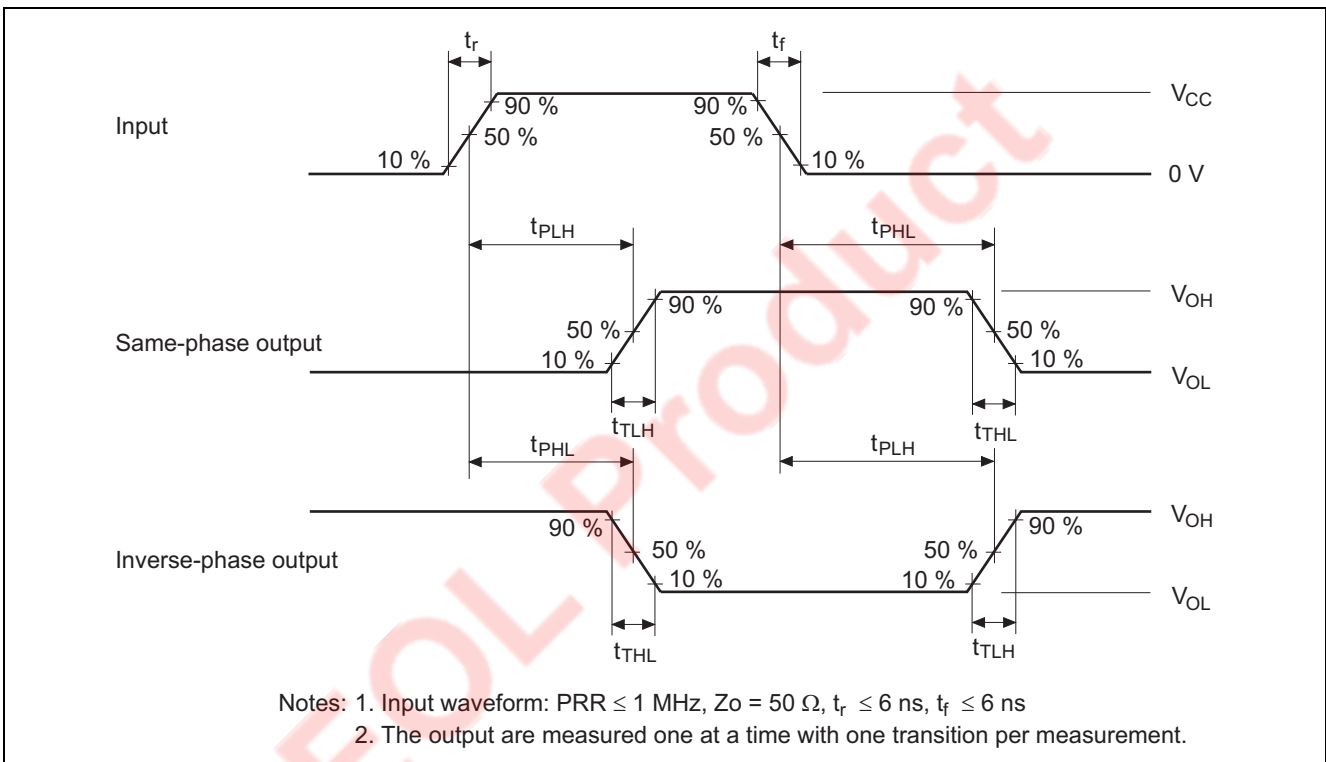 tr
tf
90 %
90 %
VCC
Input
50 %
50 %
10 %
10 %
0 V
tPLH
tPHL
90 %
90 %
VOH
Same-phase output
50 %
50 %
10 %
10 %
VOL
tTLH
tTHL
tPHL
tPLH
90 %
90 %
VOH
Inverse-phase output
50 %
50 %
10 %
10 %
VOL
tTHL
tTLH
Notes: 1. Input waveform: PRR ≤ 1 MHz, Zo = 50 Ω, tr ≤ 6 ns, tf ≤ 6 ns
2. The output are measured one at a time with one transition per measurement.
EOL Product